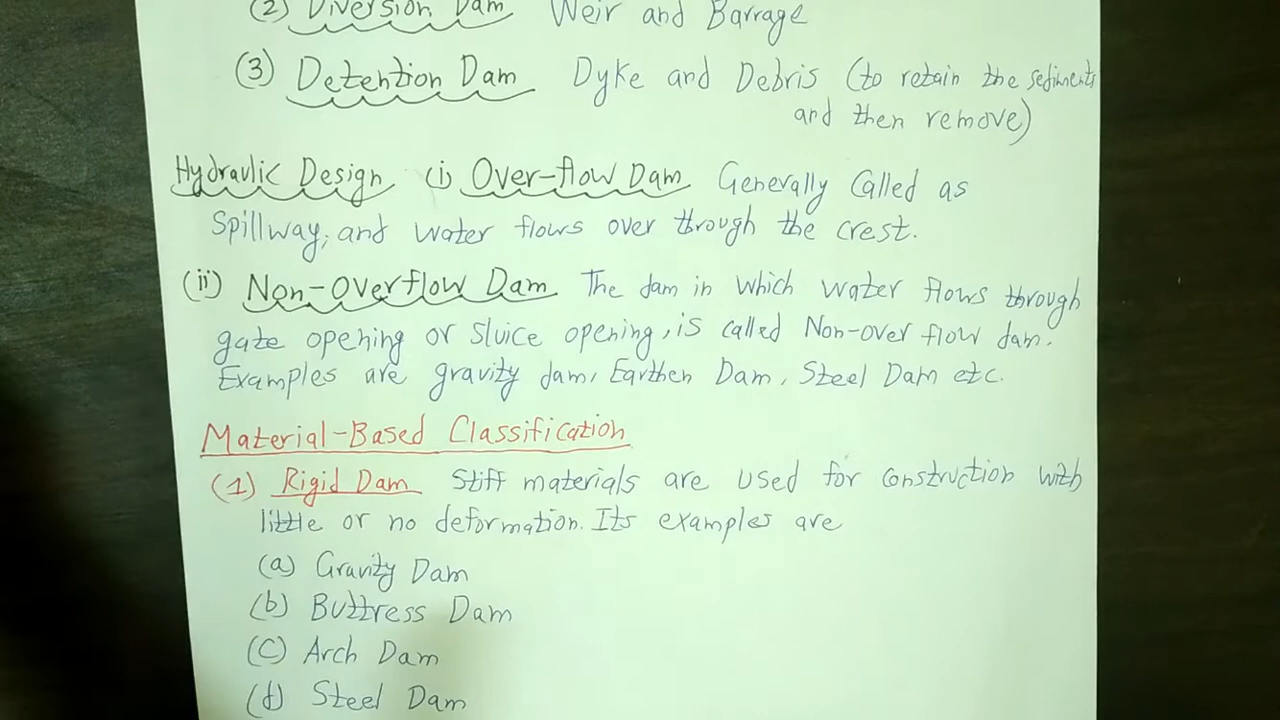 (2) Diversion Dam Weir and Barrage
(3) Detention Dam Dyke and Debris (to retain the sediments
and then remove)
Hydraulic Design (i) Over-flow Dam Generally Called as
Spillway, and water flows over through the crest.
(ii) Non-Overflow Dam The dam in which water flows through
gate opening or sluice opening, is called Non-over flow dam.
Examples are gravity dam, Earthen Dam, Steel Dam etc.
Material-Based Classification
(1) Rigid Dam Stiff materials are used for construction with
little or no deformation. Its examples are
(a) Gravity Dam
(b) Buttress Dam
(c) Arch Dam
(d) Steel Dam